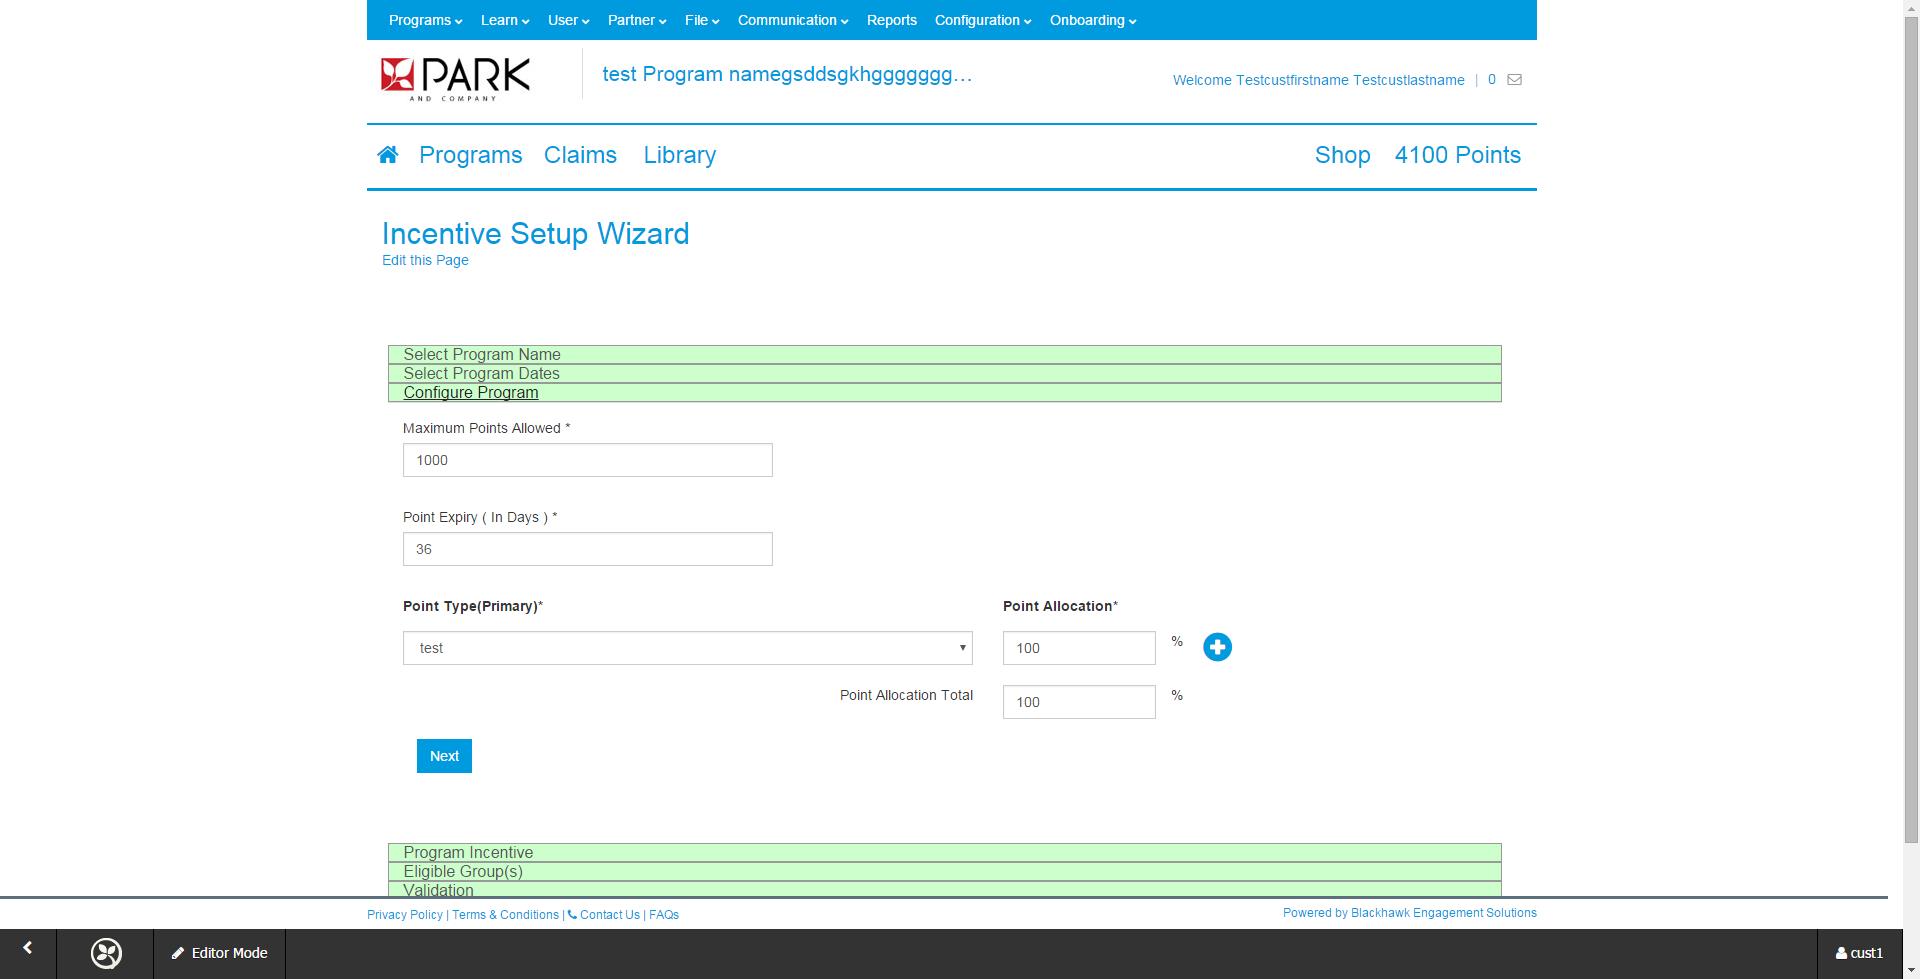 Programs Learn User Partner File Communication Reports Configuration Onboarding
PARK
AND COMPANY
test Program namegsddsgkhggggggg...
Welcome Testcustfirstname Testcustlastname | 0
Programs Claims Library Shop 4100 Points
Incentive Setup Wizard
Edit this Page
Select Program Name
Select Program Dates
Configure Program
Maximum Points Allowed *
1000
Point Expiry ( In Days ) *
36
Point Type(Primary)* Point Allocation*
test 100 %
Point Allocation Total 100 %
Next
Program Incentive
Eligible Group(s)
Validation
Privacy Policy | Terms & Conditions | Contact Us | FAQs Powered by Blackhawk Engagement Solutions
Editor Mode cust1